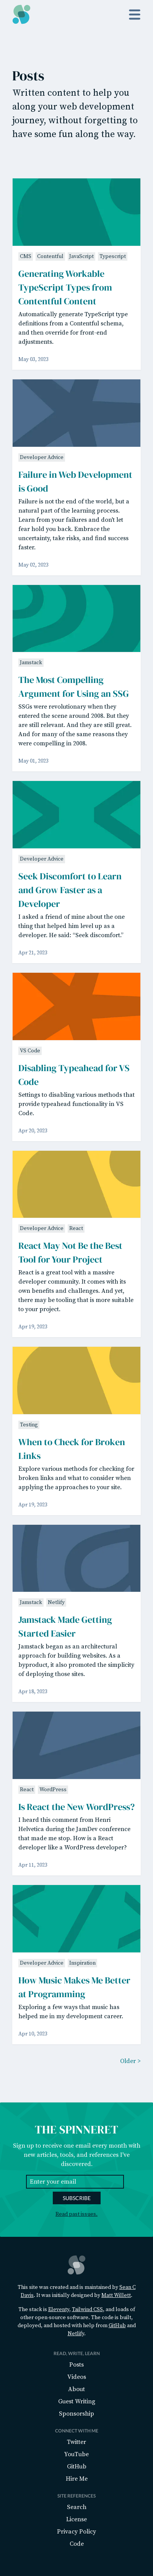 Posts
Written content to help you
along your web development
journey, without forgetting to
have some fun along the way.
CMS Contentful JavaScript Typescript
Generating Workable
TypeScript Types from
Contentful Content
Automatically generate TypeScript type
definitions from a Contentful schema,
and then override for front-end
adjustments.
May 03, 2023
Developer Advice
Failure in Web Development
is Good
Failure is not the end of the world, but a
natural part of the learning process.
Learn from your failures and don't let
fear hold you back. Embrace the
uncertainty, take risks, and find success
faster.
May 02, 2023
Jamstack
The Most Compelling
Argument for Using an SSG
SSGs were revolutionary when they
entered the scene around 2008. But they
are still relevant. And they are still great.
And for many of the same reasons they
were compelling in 2008.
May 01, 2023
Developer Advice
Seek Discomfort to Learn
and Grow Faster as a
Developer
I asked a friend of mine about the one
thing that helped him level up as a
developer. He said: “Seek discomfort.”
Apr 21, 2023
VS Code
Disabling Typeahead for VS
Code
Settings to disabling various methods that
provide typeahead functionality in VS
Code.
Apr 20, 2023
Developer Advice React
React May Not Be the Best
Tool for Your Project
React is a great tool with a massive
developer community. It comes with its
own benefits and challenges. And yet,
there may be tooling that is more suitable
to your project.
Apr 19, 2023
Testing
When to Check for Broken
Links
Explore various methods for checking for
broken links and what to consider when
applying the approaches to your site.
Apr 19, 2023
Jamstack Netlify
Jamstack Made Getting
Started Easier
Jamstack began as an architectural
approach for building websites. As a
byproduct, it also promoted the simplicity
of deploying those sites.
Apr 18, 2023
React WordPress
Is React the New WordPress?
I heard this comment from Henri
Helvetica during the JamDev conference
that made me stop. How is a React
developer like a WordPress developer?
Apr 11, 2023
Developer Advice Inspiration
How Music Makes Me Better
at Programming
Exploring a few ways that music has
helped me in my development career.
Apr 10, 2023
Older >
THE SPINNERET
Sign up to receive one email every month with
new articles, tools, and references I've
discovered.
Enter your email
SUBSCRIBE
Read past issues.
This site was created and is maintained by Sean C
Davis. It was initially designed by Matt Willett.
The stack is Eleventy, Tailwind CSS, and loads of
other open source software. The code is built,
deployed, and hosted with help from GitHub and
Netlify.
READ, WRITE, LEARN
Posts
Videos
About
Guest Writing
Sponsorship
CONNECT WITH ME
Twitter
YouTube
GitHub
Hire Me
SITE REFERENCES
Search
License
Privacy Policy
Code